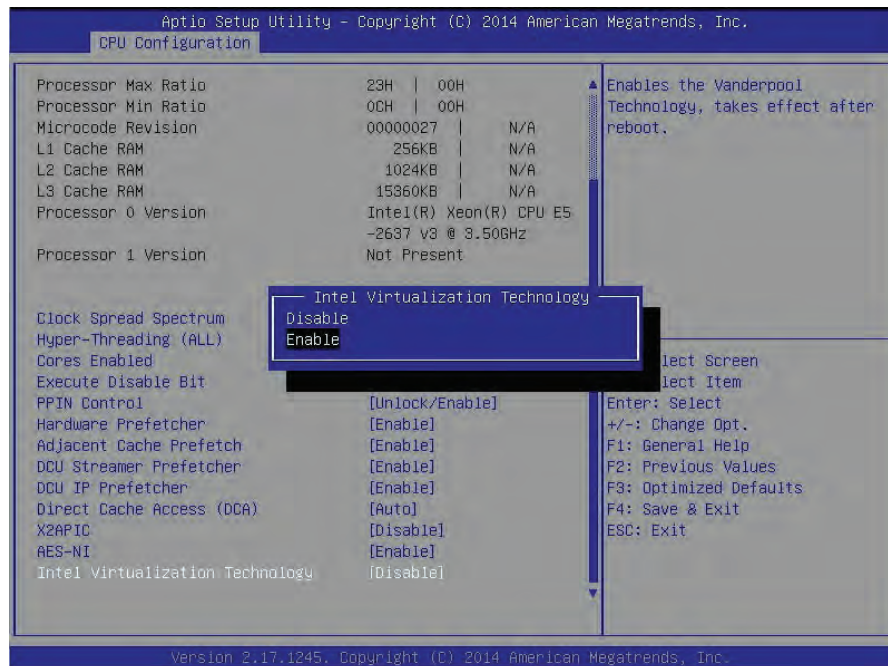 Aptio Setup Utility – Copyright (C) 2014 American Megatrends, Inc.
CPU Configuration
Processor Max Ratio 23H | 00H
Processor Min Ratio 0CH | 00H
Microcode Revision 00000027 | N/A
L1 Cache RAM 256KB | N/A
L2 Cache RAM 1024KB | N/A
L3 Cache RAM 15360KB | N/A
Processor 0 Version Intel(R) Xeon(R) CPU E5
-2637 v3 @ 3.50GHz
Processor 1 Version Not Present
Clock Spread Spectrum
Hyper-Threading (ALL)
Cores Enabled
Execute Disable Bit
PPIN Control [Unlock/Enable]
Hardware Prefetcher [Enable]
Adjacent Cache Prefetch [Enable]
DCU Streamer Prefetcher [Enable]
DCU IP Prefetcher [Enable]
Direct Cache Access (DCA) [Auto]
X2APIC [Disable]
AES-NI [Enable]
Intel Virtualization Technology [Disable]
Intel Virtualization Technology
Disable
Enable
Enables the Vanderpool
Technology, takes effect after
reboot.
lect Screen
lect Item
Enter: Select
+/-: Change Opt.
F1: General Help
F2: Previous Values
F3: Optimized Defaults
F4: Save & Exit
ESC: Exit
Version 2.17.1245. Copyright (C) 2014 American Megatrends, Inc.